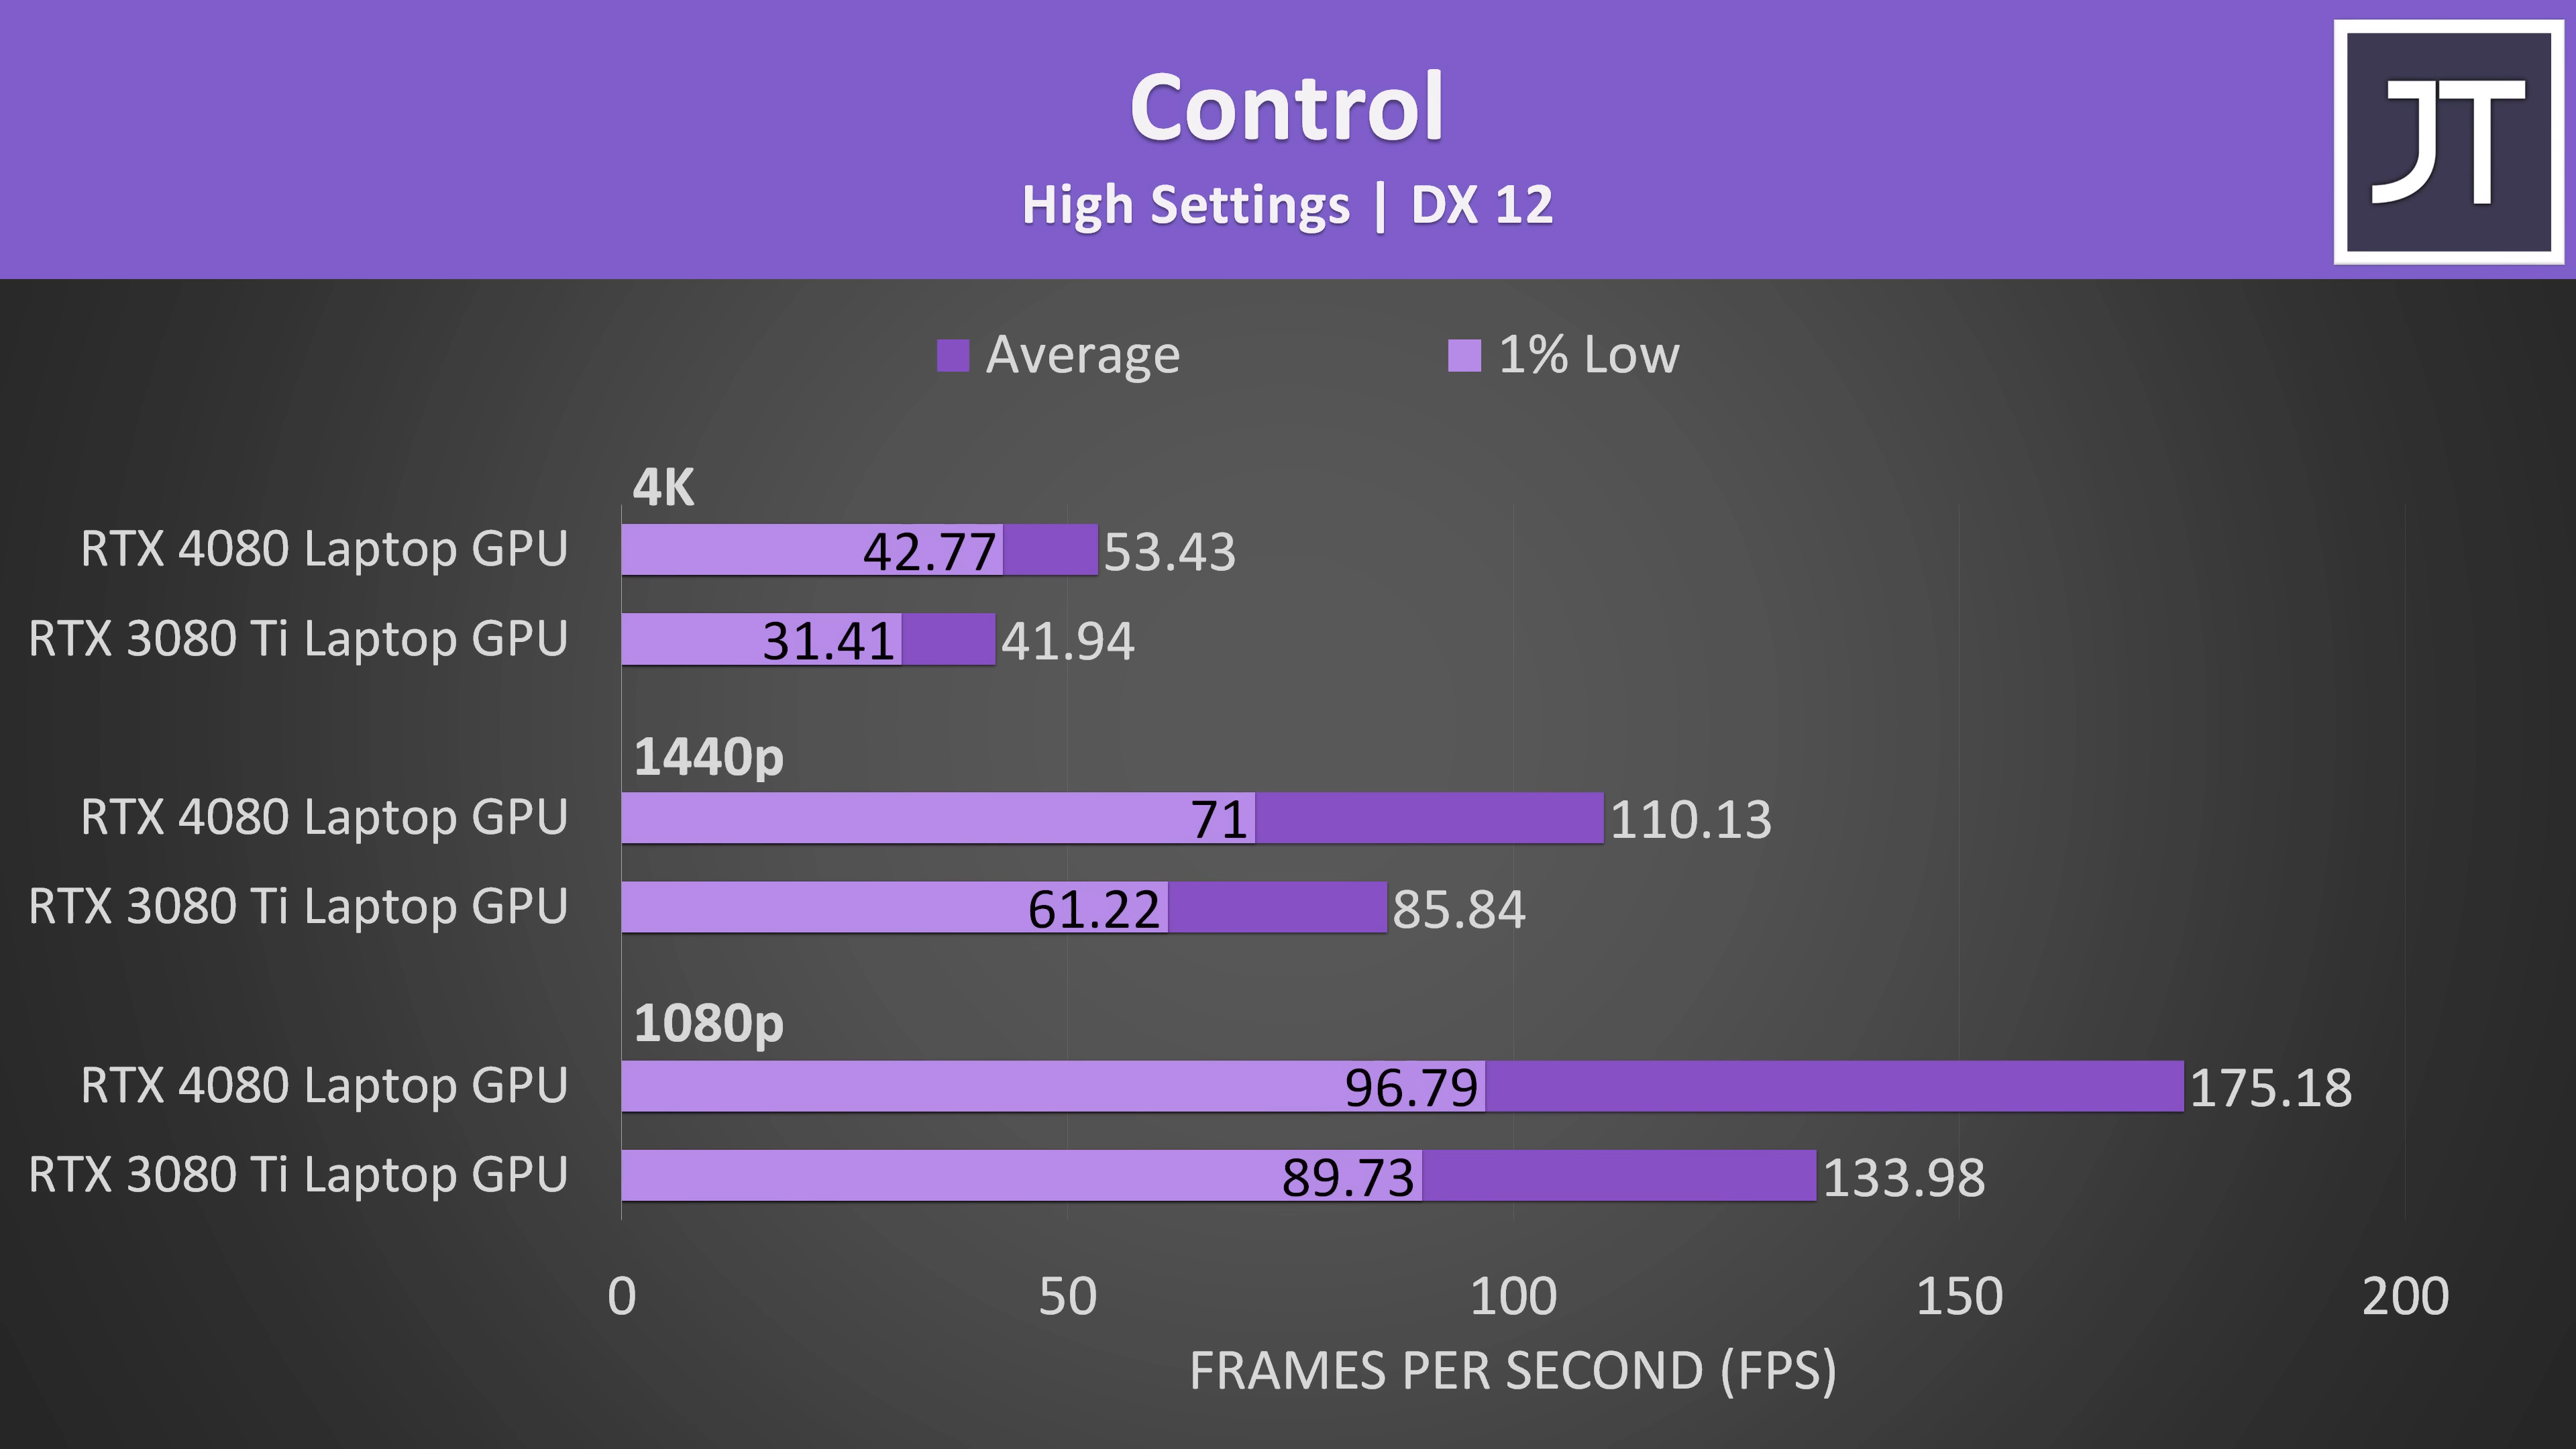 Control
High Settings | DX 12
JT
Average 1% Low
4K
RTX 4080 Laptop GPU 42.77 53.43
RTX 3080 Ti Laptop GPU 31.41 41.94
1440p
RTX 4080 Laptop GPU 71 110.13
RTX 3080 Ti Laptop GPU 61.22 85.84
1080p
RTX 4080 Laptop GPU 96.79 175.18
RTX 3080 Ti Laptop GPU 89.73 133.98
0 50 100 150 200
FRAMES PER SECOND (FPS)